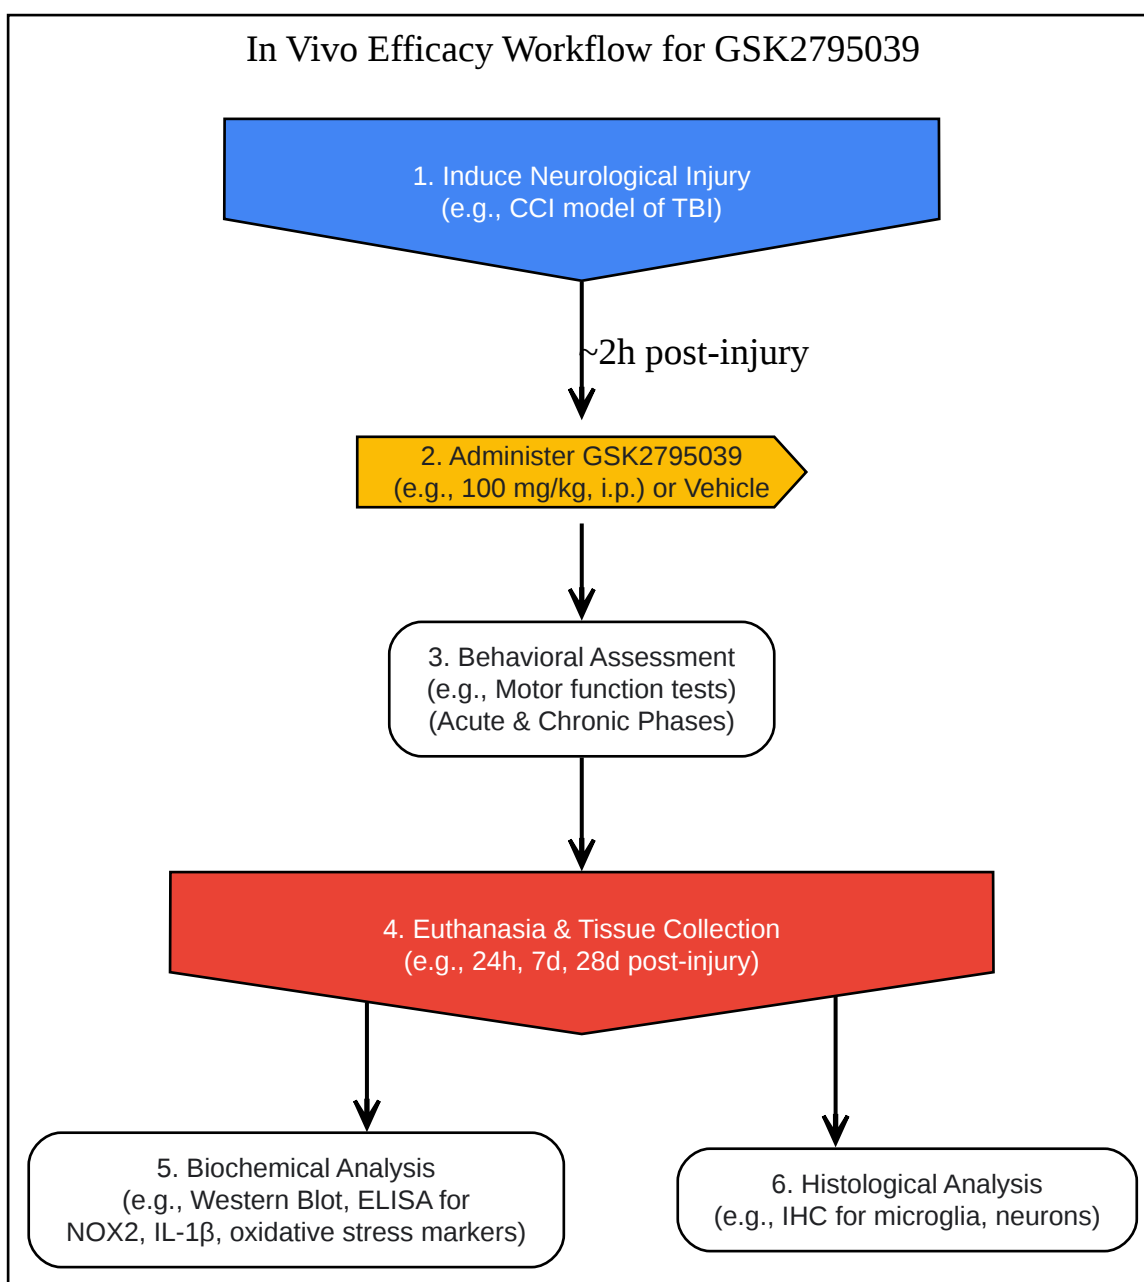 In Vivo Efficacy Workflow for GSK2795039
1. Induce Neurological Injury
(e.g., CCI model of TBI)
~2h post-injury
2. Administer GSK2795039
(e.g., 100 mg/kg, i.p.) or Vehicle
3. Behavioral Assessment
(e.g., Motor function tests)
(Acute & Chronic Phases)
4. Euthanasia & Tissue Collection
(e.g., 24h, 7d, 28d post-injury)
5. Biochemical Analysis
(e.g., Western Blot, ELISA for
NOX2, IL-1β, oxidative stress markers)
6. Histological Analysis
(e.g., IHC for microglia, neurons)